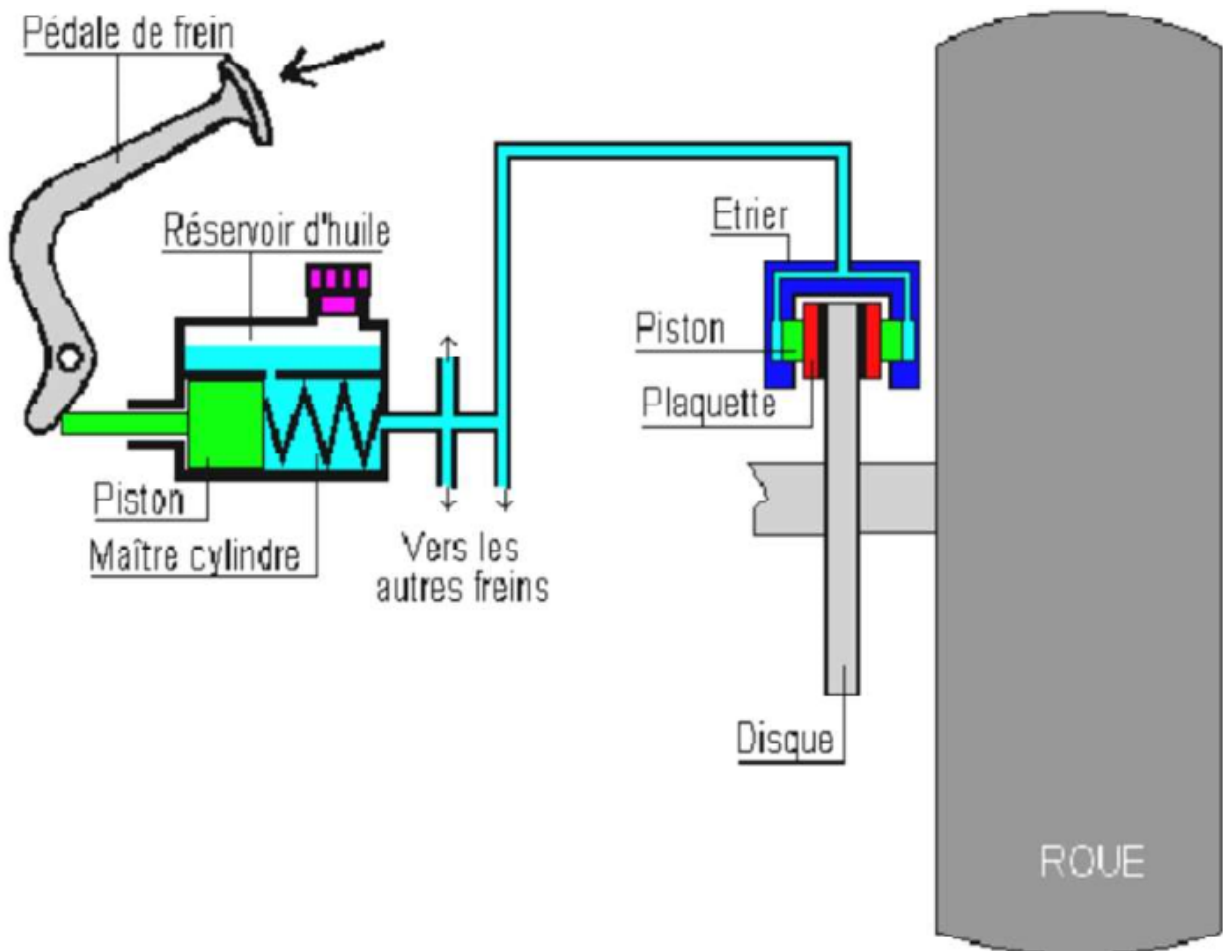 Pédale de frein
Réservoir d'huile
Etrier
Piston
Plaquette
Piston
Maître cylindre
Vers les
autres freins
Disque
ROUE